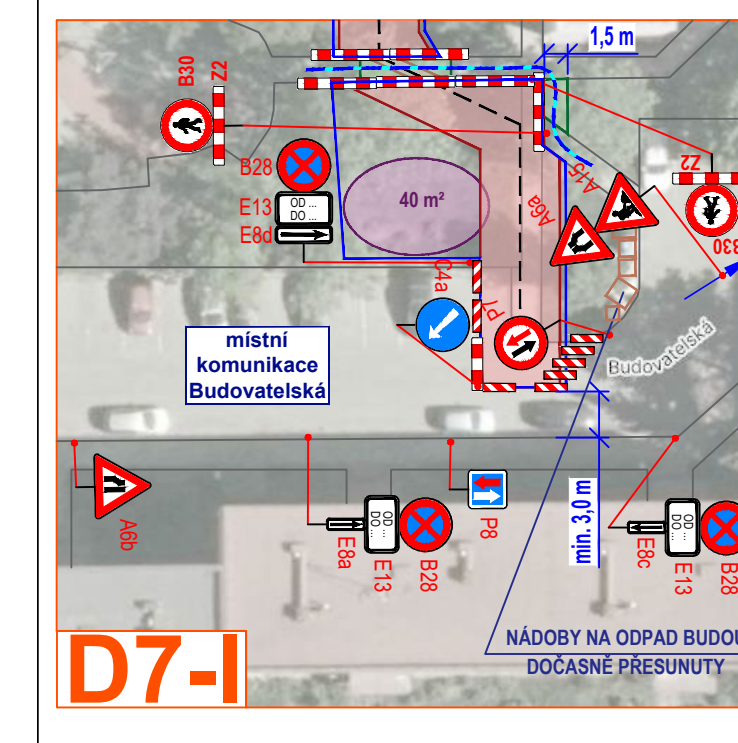 1,5 m
B30
Z2
B28
OD ...
DO ...
E13
E8d
40 m²
A15
A6a
Z2
B30
C4a
P7
místní
komunikace
Budovatelská
Budovatelská
A6b
E8a
OD ...
DO ...
E13
B28
P8
min. 3,0 m
E8c
OD ...
DO ...
E13
B28
NÁDOBY NA ODPAD BUDOU
DOČASNĚ PŘESUNUTY
D7-I